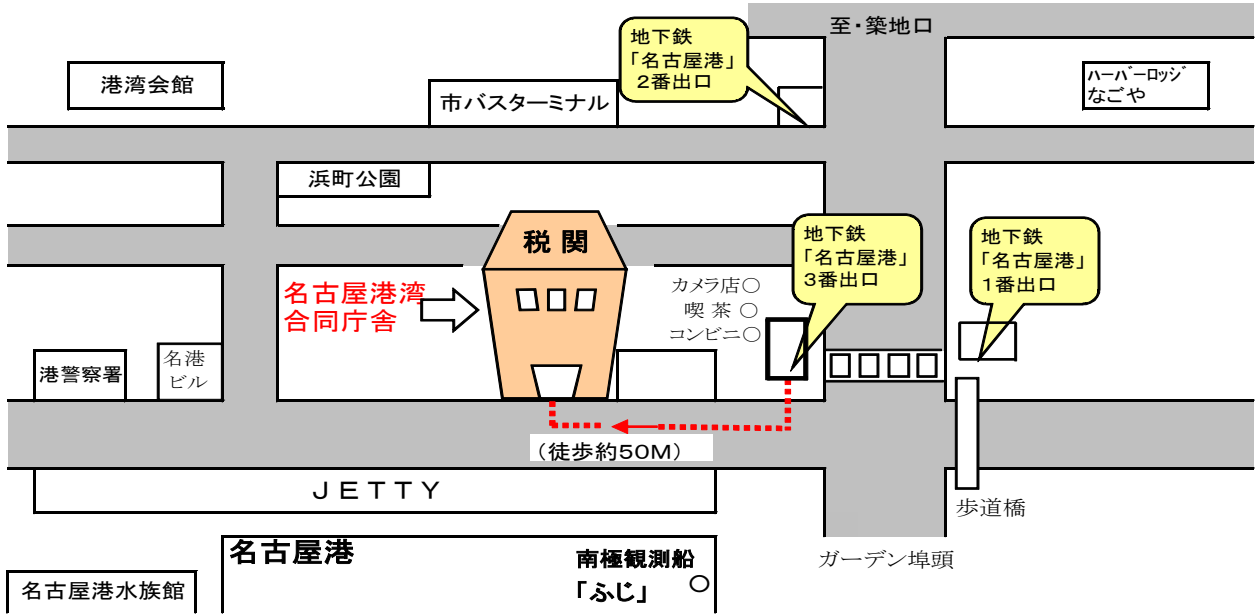 至・築地口
地下鉄
「名古屋港」
2番出口
港湾会館
市バスターミナル
ハーバーロッジ
なごや
浜町公園
税関
地下鉄
「名古屋港」
3番出口
地下鉄
「名古屋港」
1番出口
カメラ店○
喫茶○
コンビニ○
名古屋港湾
合同庁舎
港警察署
名港
ビル
(徒歩約50M)
JETTY
歩道橋
名古屋港
南極観測船
「ふじ」○
ガーデン埠頭
名古屋港水族館